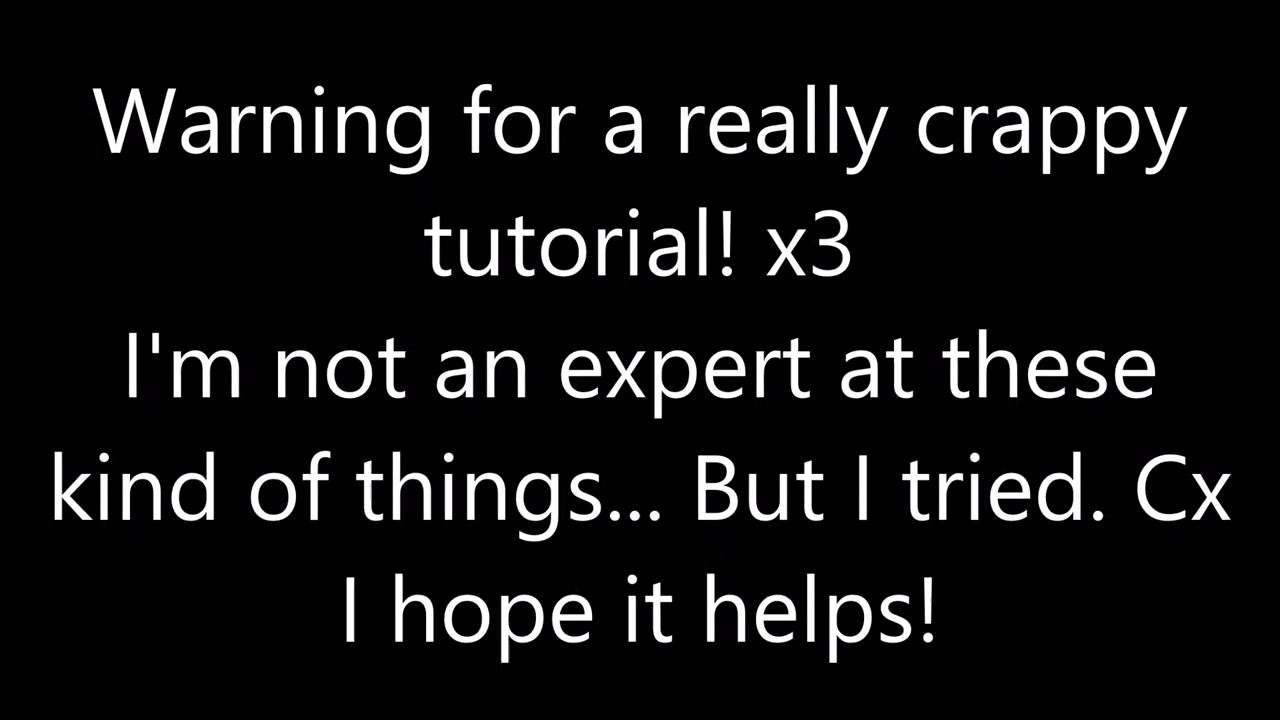 Warning for a really crappy
tutorial! x3
I'm not an expert at these
kind of things... But I tried. Cx
I hope it helps!